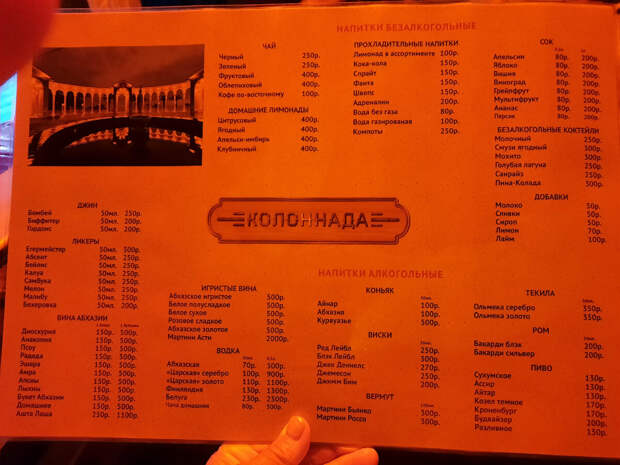 НАПИТКИ БЕЗАЛКОГОЛЬНЫЕ
ЧАЙ
Черный 250р.
Зеленый 250р.
Фруктовый 400р.
Облепиховый 400р.
Кофе по-восточному 100р.
ДОМАШНИЕ ЛИМОНАДЫ
Цитрусовый 400р.
Ягодный 400р.
Апельсин-имбирь 400р.
Клубничный 400р.
ПРОХЛАДИТЕЛЬНЫЕ НАПИТКИ
Лимонад в ассортименте 100р.
Кока-кола 150р.
Спрайт 150р.
Фанта 150р.
Швепс 150р.
Адреналин 200р.
Вода без газа 80р.
Вода газированая 100р.
Компоты 250р.
СОК
Апельсин 80р. 200р.
Яблоко 80р. 200р.
Вишня 80р. 200р.
Виноград 80р. 200р.
Грейпфрут 80р. 200р.
Мультифрукт 80р. 200р.
Ананас 80р. 200р.
Персик 80р. 200р.
БЕЗАЛКОГОЛЬНЫЕ КОКТЕЙЛИ
Молочный 250р.
Смузи ягодный 300р.
Мохито 300р.
Голубая лагуна 250р.
Санрайз 250р.
Пина-Колада 300р.
ДОБАВКИ
Молоко 50р.
Сливки 50р.
Сироп 50р.
Лимон 70р.
Лайм 100р.
КОЛОННАДА
ДЖИН
Бомбей 50мл. 250р.
Биффитер 50мл. 200р.
Гордонс 50мл. 200р.
ЛИКЕРЫ
Егермейстер 50мл. 300р.
Абсент 50мл. 250р.
Бейлис 50мл. 250р.
Калуа 50мл. 250р.
Самбука 50мл. 250р.
Мелон 50мл. 250р.
Малибу 50мл. 250р.
Бехеровка 50мл. 200р.
ВИНА АБХАЗИИ
Диоскурия 150р. 500р.
Анакопия 150р. 500р.
Псоу 150р. 500р.
Радеда 150р. 500р.
Эшера 150р. 500р.
Амра 150р. 500р.
Апсны 150р. 500р.
Лыхны 150р. 500р.
Букет Абхазии 150р. 500р.
Домашнее 150р. 500р.
Ашта Лаша 250р. 1100р.
НАПИТКИ АЛКОГОЛЬНЫЕ
ИГРИСТЫЕ ВИНА
Абхазское игристое 500р.
Белое полусладкое 500р.
Белое сухое 500р.
Розовое сладкое 500р.
Абхазское золотое 500р.
Мартини Асти 2000р.
ВОДКА
Абхазская 70р. 500р.
«Царская» серебро 100р. 900р.
«Царская» золото 110р. 1100р.
Финляндия 130р. 1300р.
Белуга 230р. 2300р.
Чача домашняя 80р. 500р.
КОНЬЯК
Айнар 100р.
Абхазия 100р.
Курвуазье 500р.
ВИСКИ
Ред Лейбл 250р.
Блэк Лейбл 300р.
Джек Дениелс 300р.
Джемесон 250р.
Джимм Бим 200р.
ВЕРМУТ
Мартини Бьянко 300р.
Мартини Россо 300р.
ТЕКИЛА
Ольмека серебро 350р.
Ольмека золото 350р.
РОМ
Бакарди Блэк 200р.
Бакарди сильвер 200р.
ПИВО
Сухумское 130р.
Ассир 130р.
Айтар 130р.
Козел темное 170р.
Кроненбург 170р.
Будвайзер 170р.
Разливное 150р.